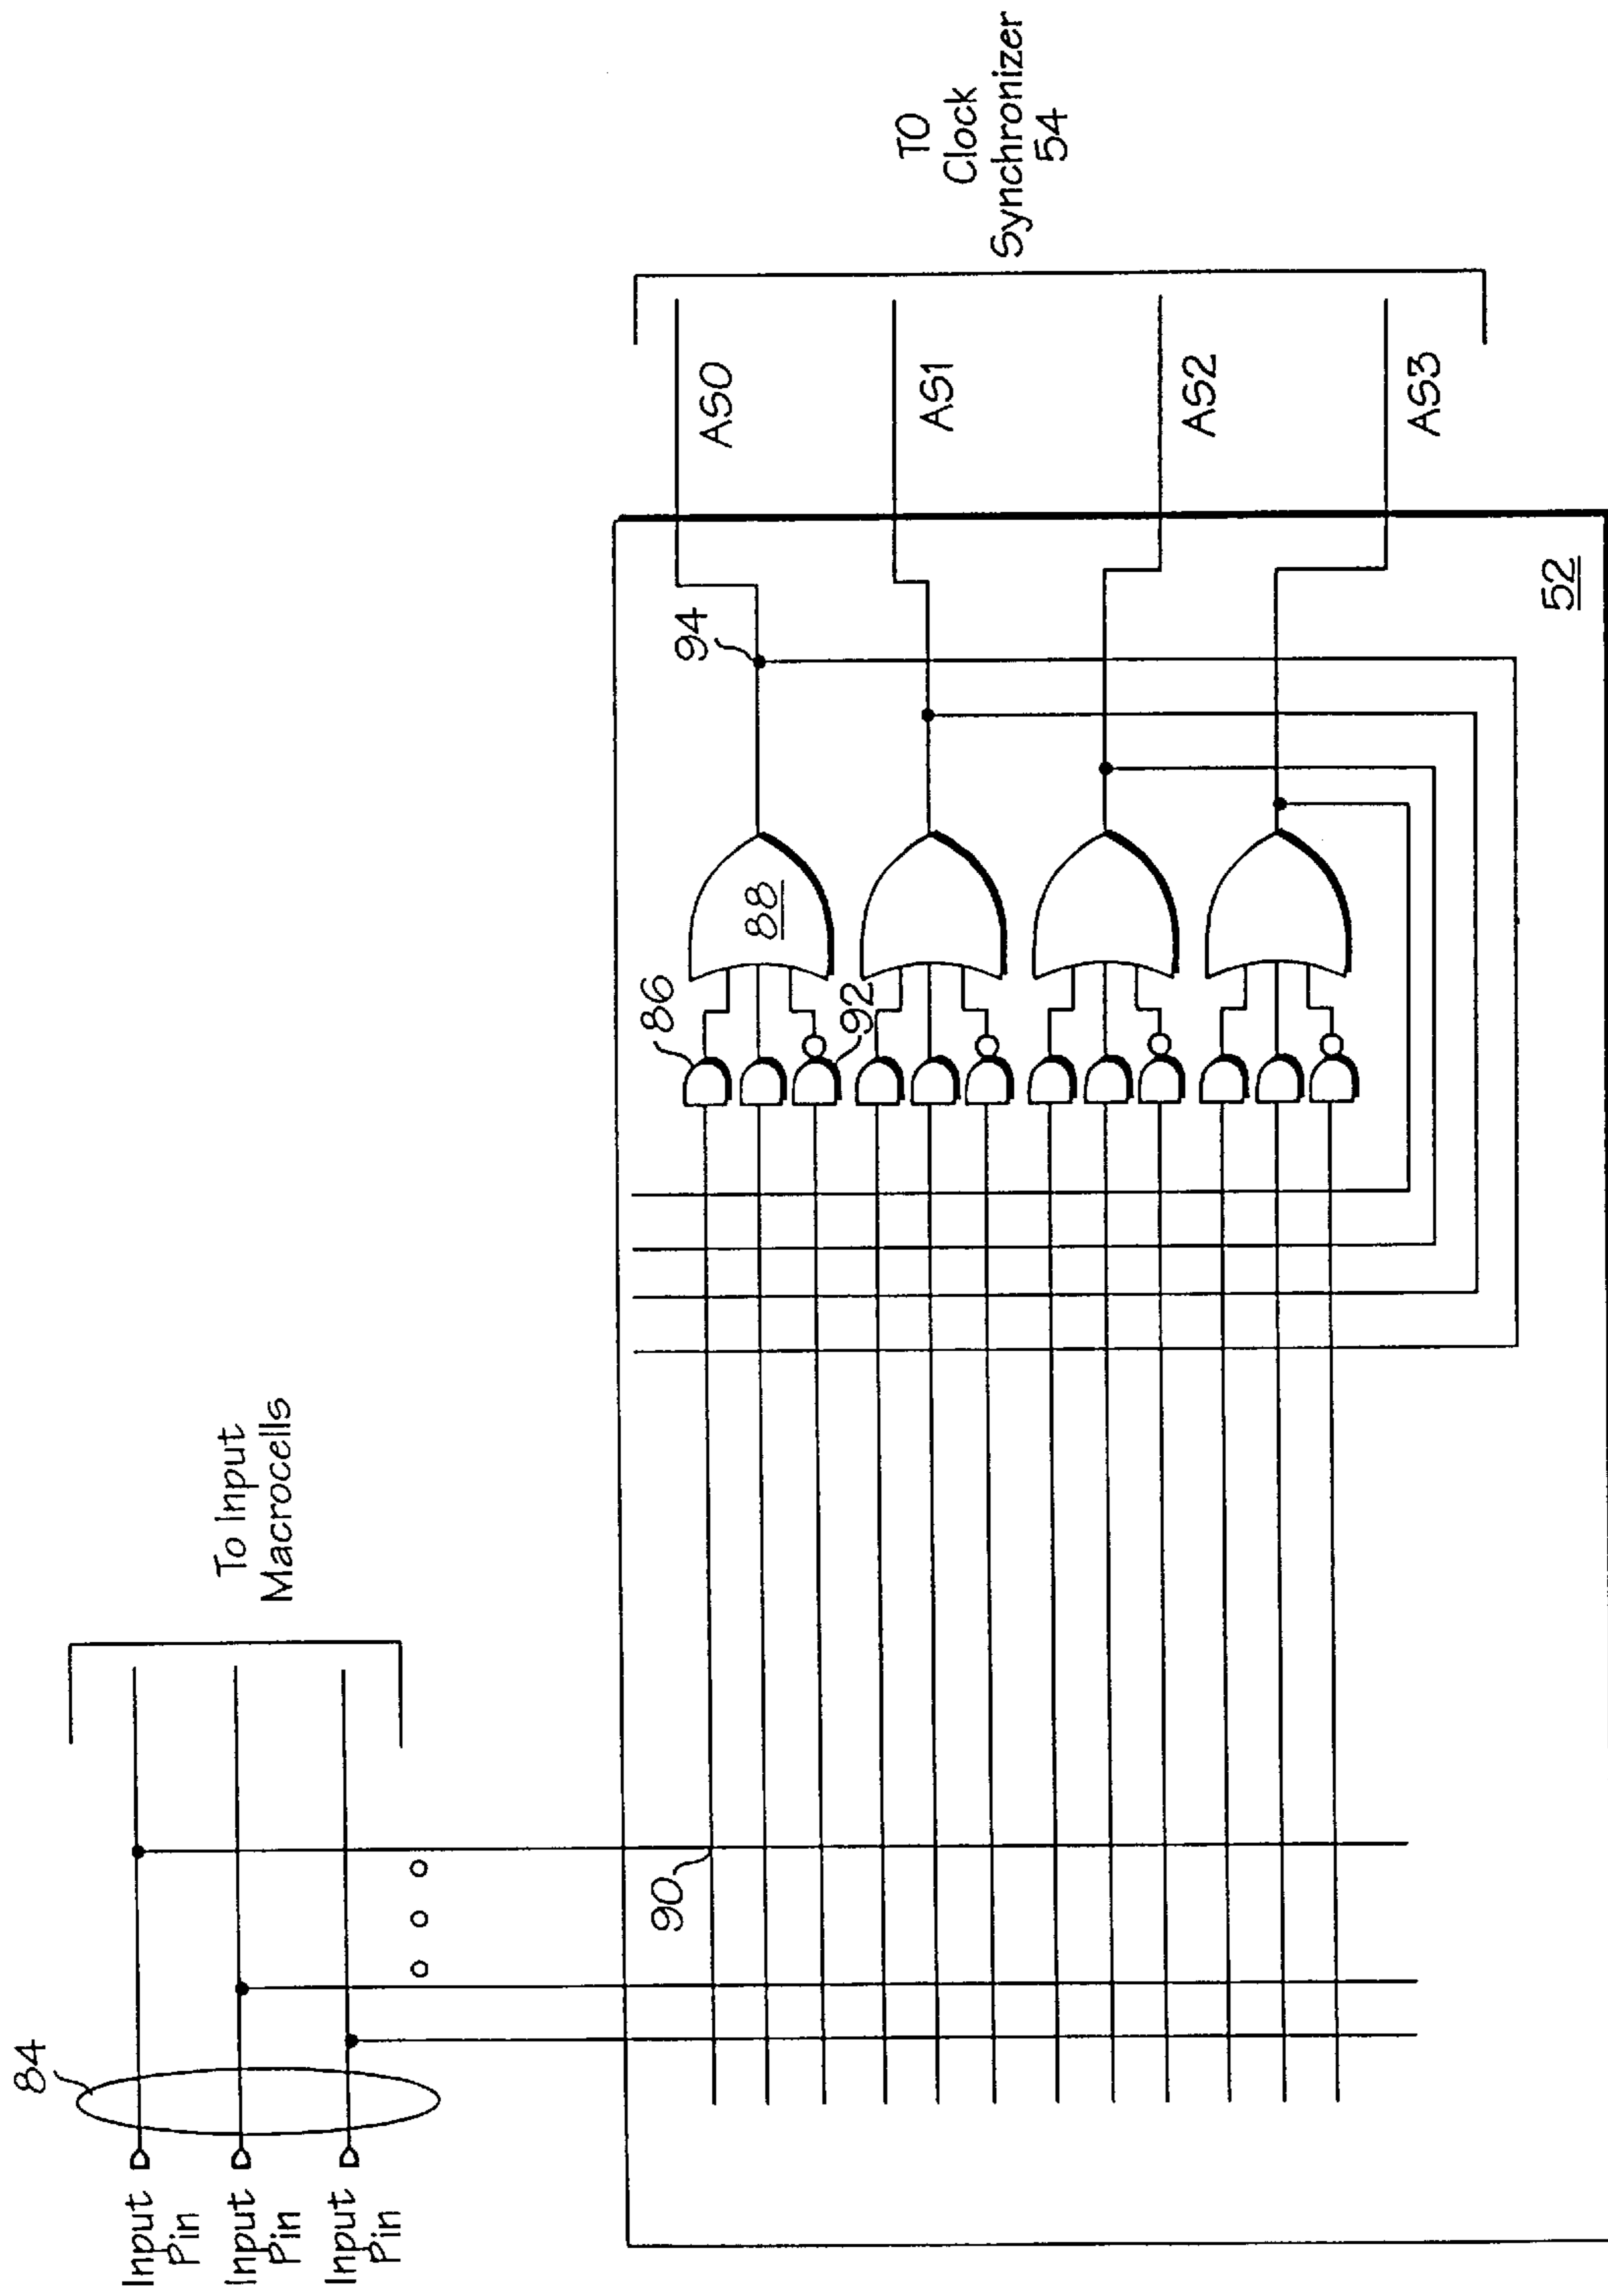 84
Input
Pin
Input
Pin
Input
Pin
To Input
Macrocells
90
86
88
92
94
AS0
AS1
AS2
AS3
52
TO
Clock
Synchronizer
54